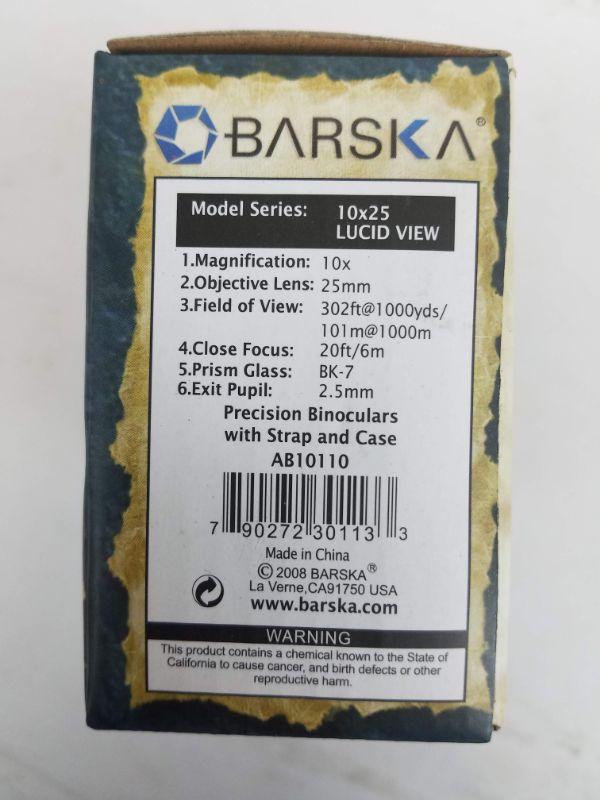 BARSKA®
Model Series: 10x25
LUCID VIEW
1.Magnification: 10x
2.Objective Lens: 25mm
3.Field of View: 302ft@1000yds/
101m@1000m
4.Close Focus: 20ft/6m
5.Prism Glass: BK-7
6.Exit Pupil: 2.5mm
Precision Binoculars
with Strap and Case
AB10110
7 90272 30113 3
Made in China
© 2008 BARSKA®
La Verne,CA91750 USA
www.barska.com
WARNING
This product contains a chemical known to the State of
California to cause cancer, and birth defects or other
reproductive harm.